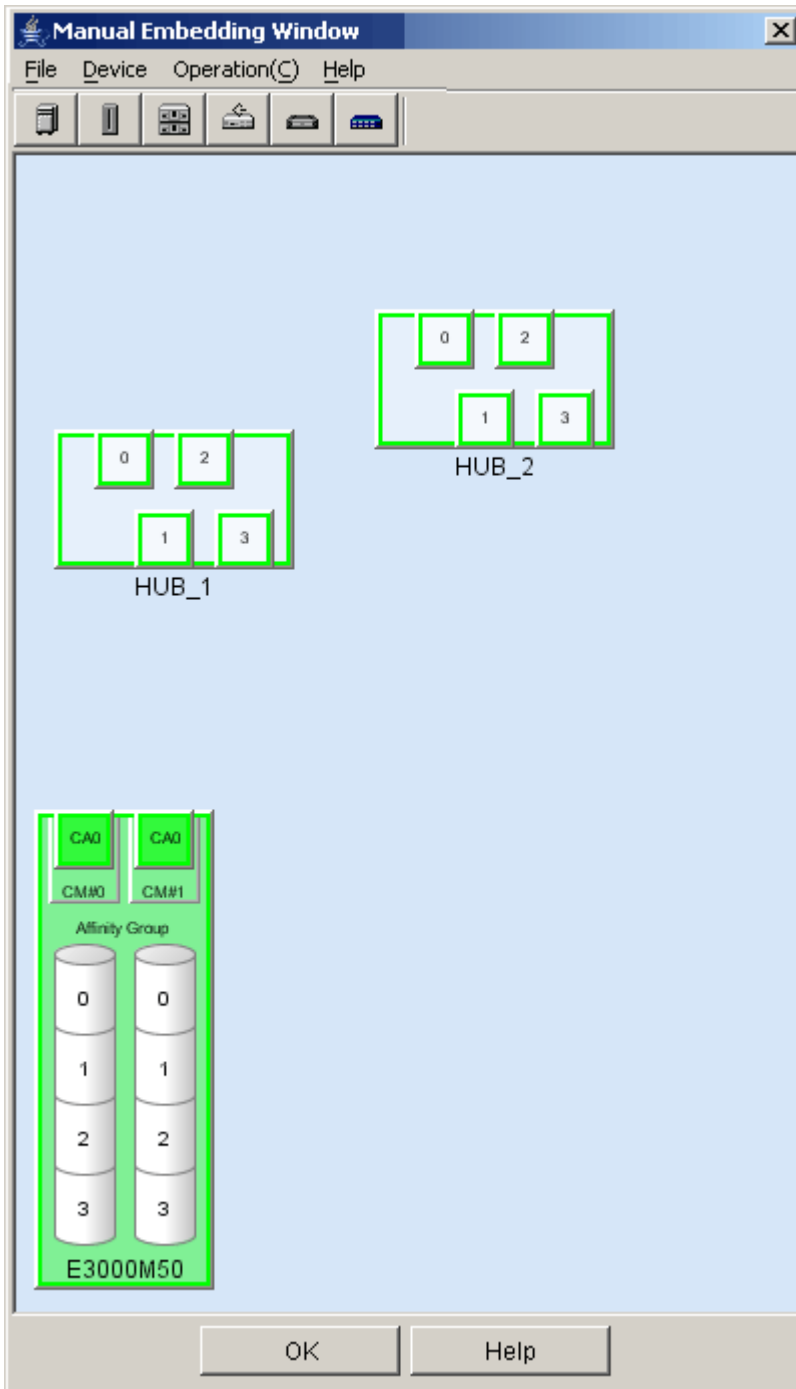 Manual Embedding Window
File Device Operation(C) Help
0 2
1 3
HUB_2
0 2
1 3
HUB_1
CA0 CA0
CM#0 CM#1
Affinity Group
0 0
1 1
2 2
3 3
E3000M50
OK Help